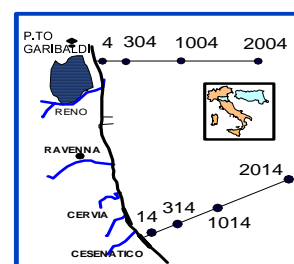 P.TO
GARIBALDI
4 304 1004 2004
RENO
RAVENNA
2014
314
14 1014
CERVIA
CESENATICO